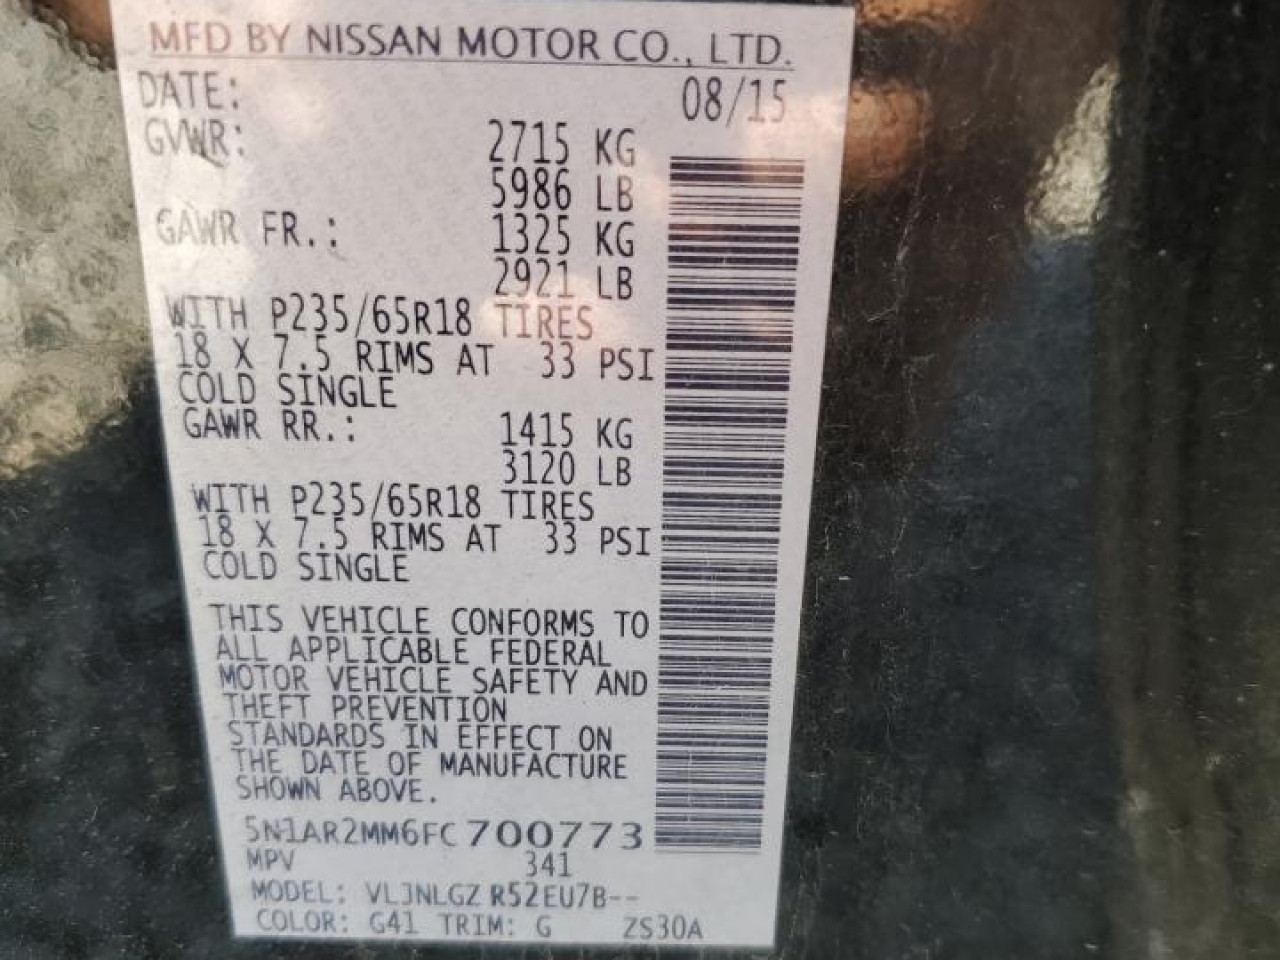 MFD BY NISSAN MOTOR CO., LTD.
DATE: 08/15
GVWR: 2715 KG
5986 LB
GAWR FR.: 1325 KG
2921 LB
WITH P235/65R18 TIRES
18 X 7.5 RIMS AT 33 PSI
COLD SINGLE
GAWR RR.: 1415 KG
3120 LB
WITH P235/65R18 TIRES
18 X 7.5 RIMS AT 33 PSI
COLD SINGLE
THIS VEHICLE CONFORMS TO
ALL APPLICABLE FEDERAL
MOTOR VEHICLE SAFETY AND
THEFT PREVENTION
STANDARDS IN EFFECT ON
THE DATE OF MANUFACTURE
SHOWN ABOVE.
5N1AR2MM6FC700773
MPV 341
MODEL: VLJNLGZ R52EU7B--
COLOR: G41 TRIM: G ZS30A